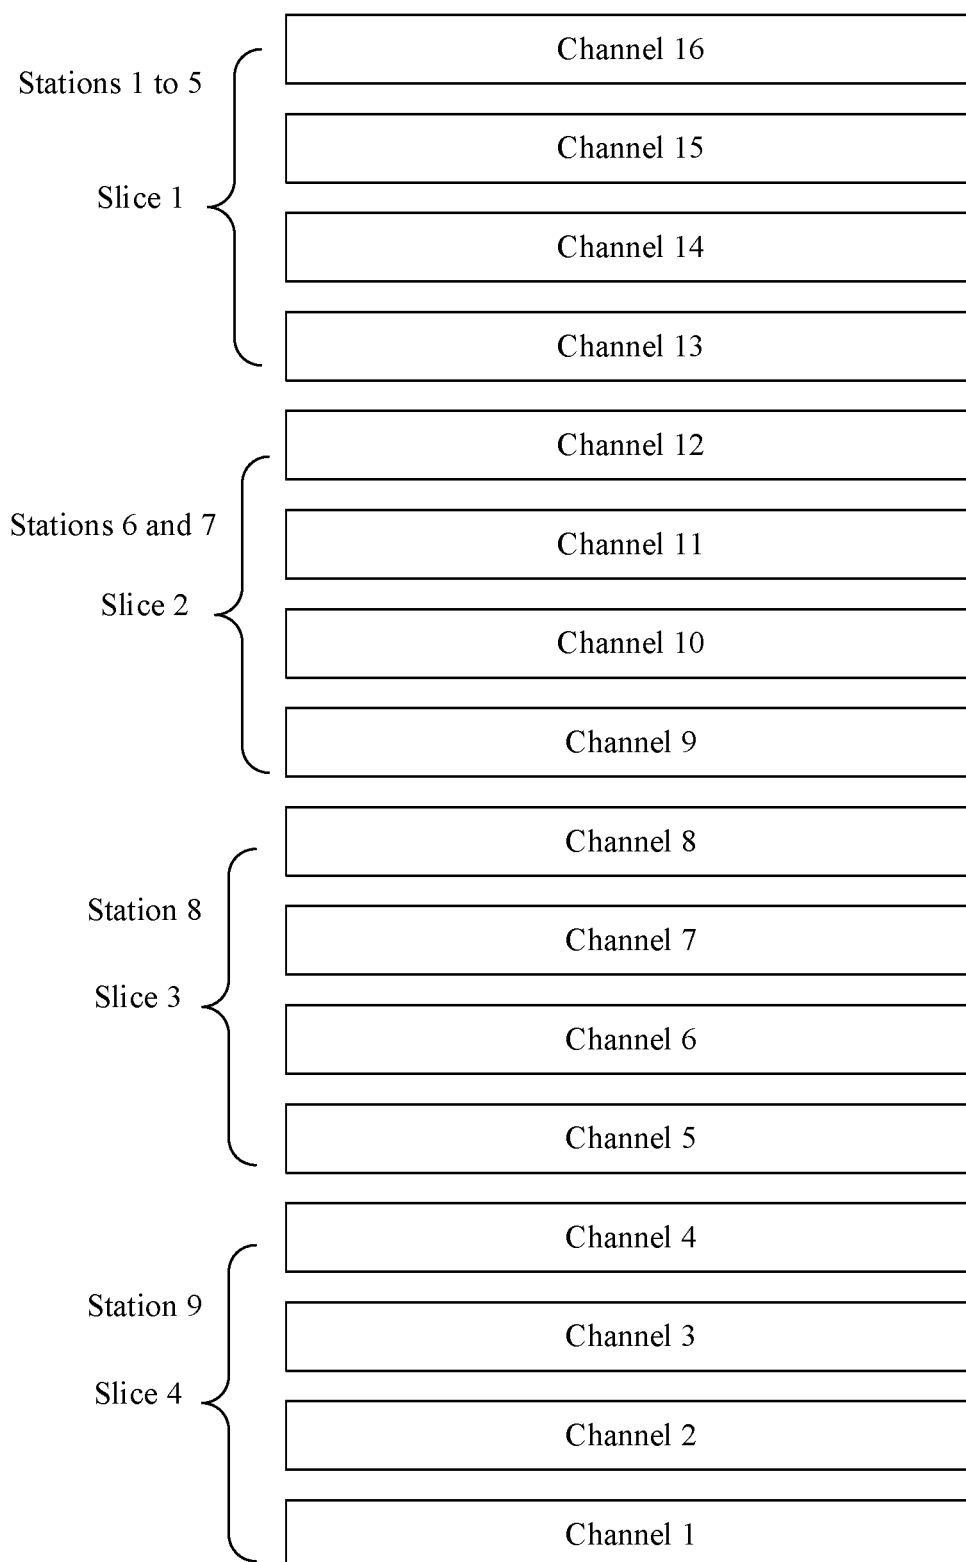 Channel 16
Stations 1 to 5
Channel 15
Slice 1
Channel 14
Channel 13
Channel 12
Stations 6 and 7
Channel 11
Slice 2
Channel 10
Channel 9
Channel 8
Station 8
Channel 7
Slice 3
Channel 6
Channel 5
Channel 4
Station 9
Channel 3
Slice 4
Channel 2
Channel 1